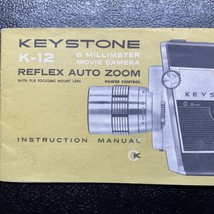 KEYSTONE
K-12 8 MILLIMETER
MOVIE CAMERA
REFLEX AUTO ZOOM
WITH F1.8 FOCUSING MOUNT LENS POWER CONTROL
KEYS
INSTRUCTION MANUAL
K